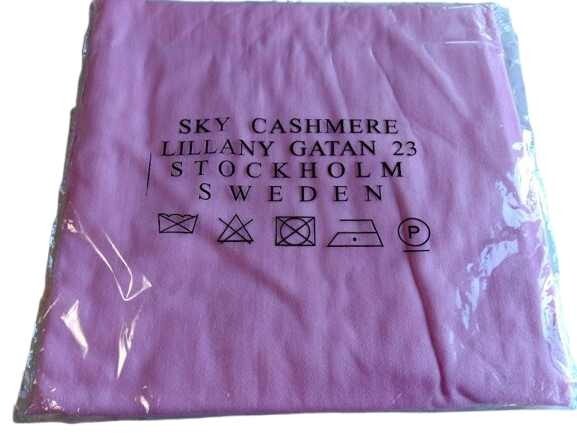 SKY CASHMERE
LILLANY GATAN 23
STOCKHOLM
SWEDEN
P